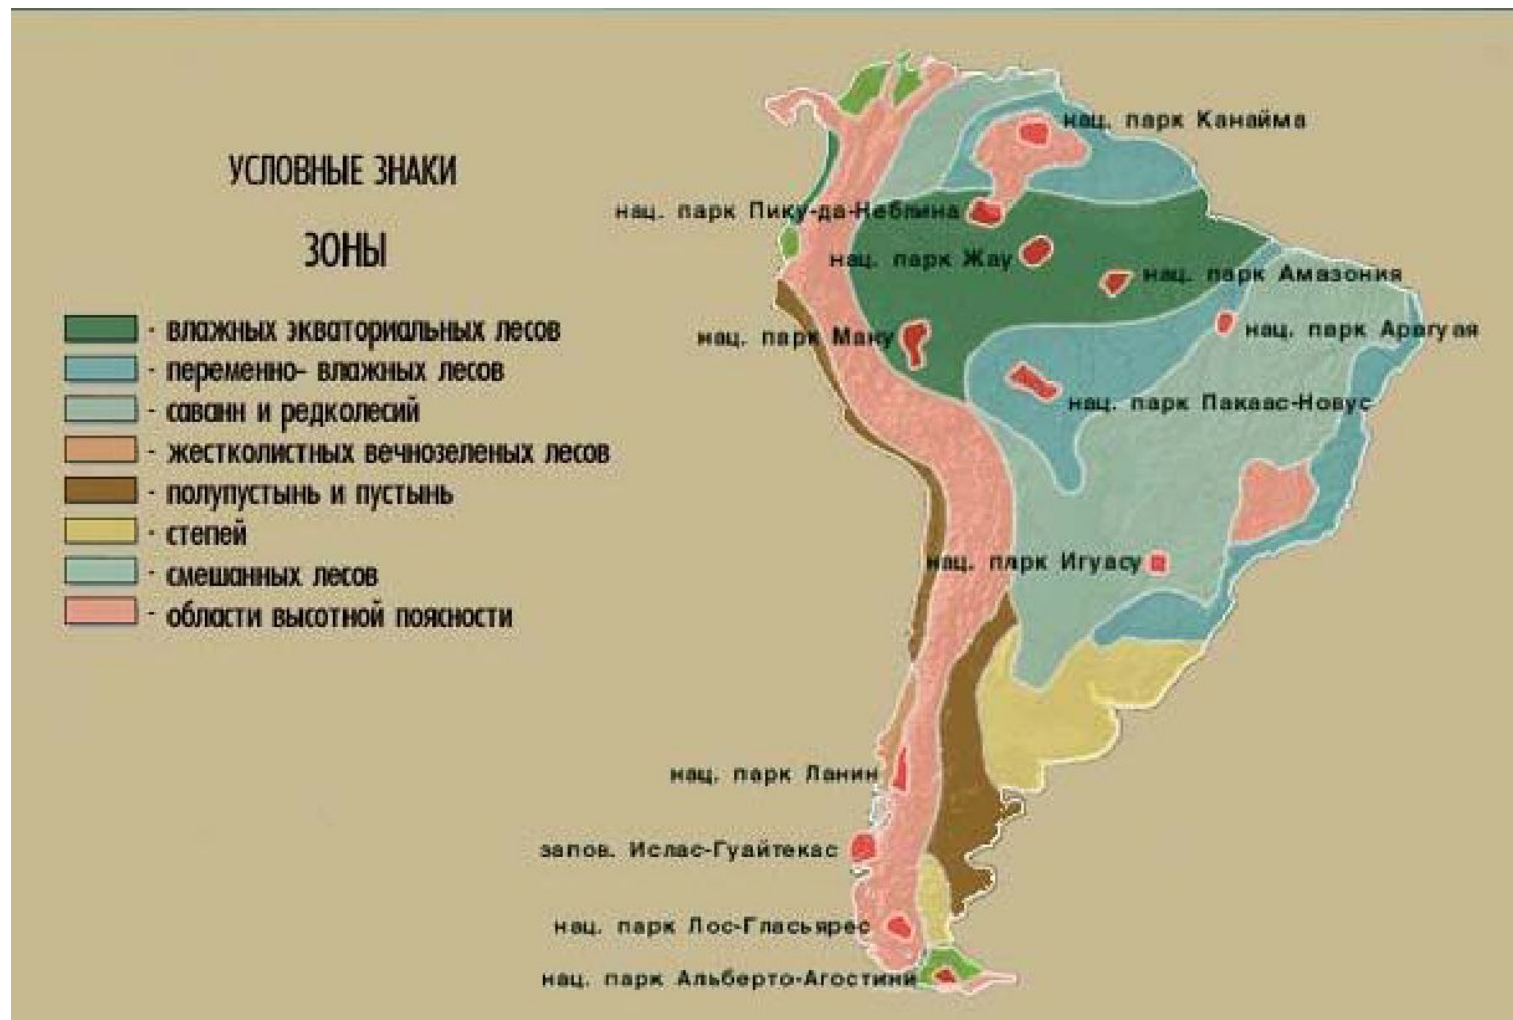 УСЛОВНЫЕ ЗНАКИ
ЗОНЫ
- влажных экваториальных лесов
- переменно- влажных лесов
- саванн и редколесий
- жестколистных вечнозеленых лесов
- полупустынь и пустынь
- степей
- смешанных лесов
- области высотной поясности
нац. парк Канайма
нац. парк Пику-да-Неблина
нац. парк Жау
нац. парк Амазония
нац. парк Ману
нац. парк Арагуая
нац. парк Пакаас-Новус
нац. парк Игуасу
нац. парк Ланин
запов. Ислас-Гуайтекас
нац. парк Лос-Гласьярес
нац. парк Альберто-Агостини